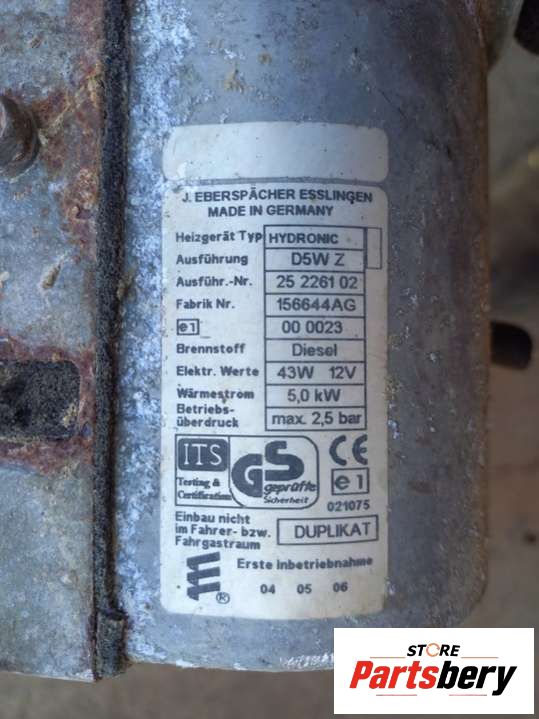 J. EBERSPÄCHER ESSLINGEN
MADE IN GERMANY
Heizgerät Typ HYDRONIC
Ausführung D5W Z
Ausführ.-Nr. 25 2261 02
Fabrik Nr. 156644AG
e1 00 0023
Brennstoff Diesel
Elektr. Werte 43W 12V
Wärmestrom 5,0 kW
Betriebs-
überdruck max. 2,5 bar
ITS
Testing &
Certification
GS
geprüfte
Sicherheit
CE
e1
021075
Einbau nicht
im Fahrer- bzw.
Fahrgastraum
DUPLIKAT
Erste Inbetriebnahme
® 04 05 06
STORE
Partsbery